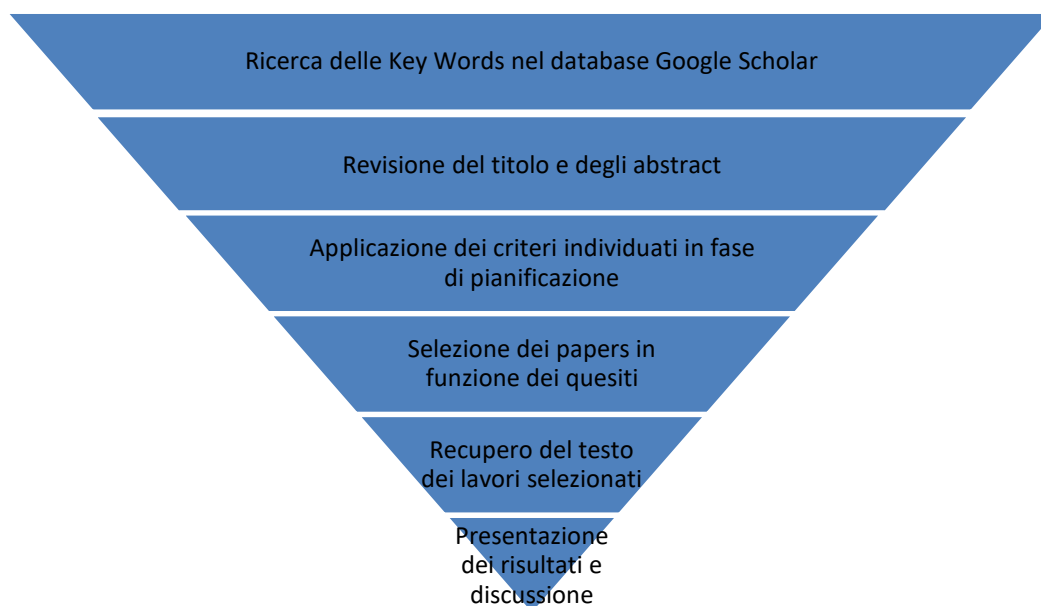 Ricerca delle Key Words nel database Google Scholar
Revisione del titolo e degli abstract
Applicazione dei criteri individuati in fase
di pianificazione
Selezione dei papers in
funzione dei quesiti
Recupero del testo
dei lavori selezionati
Presentazione
dei risultati e
discussione